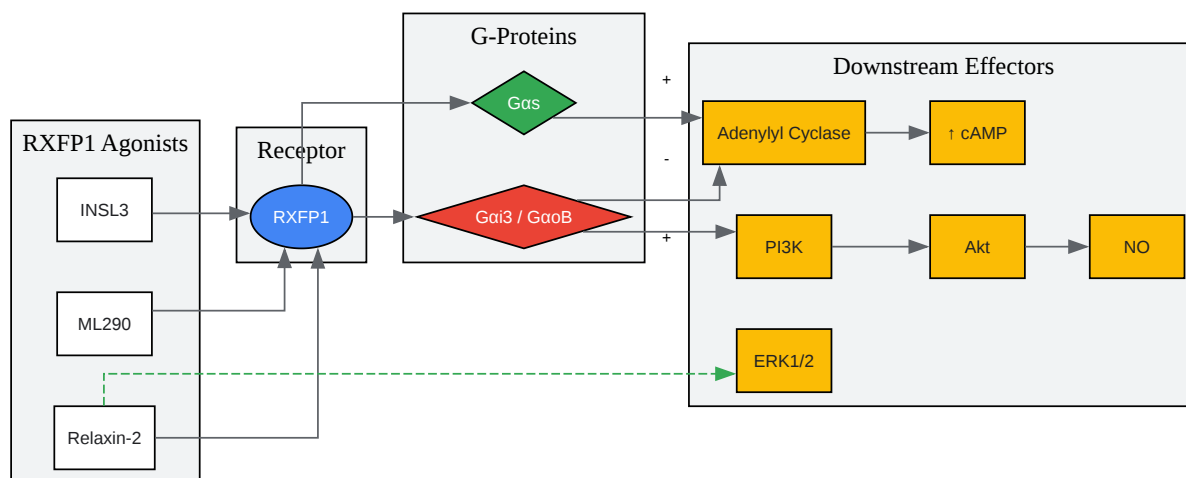 RXFP1 Agonists
INSL3
ML290
Relaxin-2
Receptor
RXFP1
G-Proteins
Gαs
Gαi3 / GαoB
+
-
+
Downstream Effectors
Adenylyl Cyclase
↑ cAMP
PI3K
Akt
NO
ERK1/2